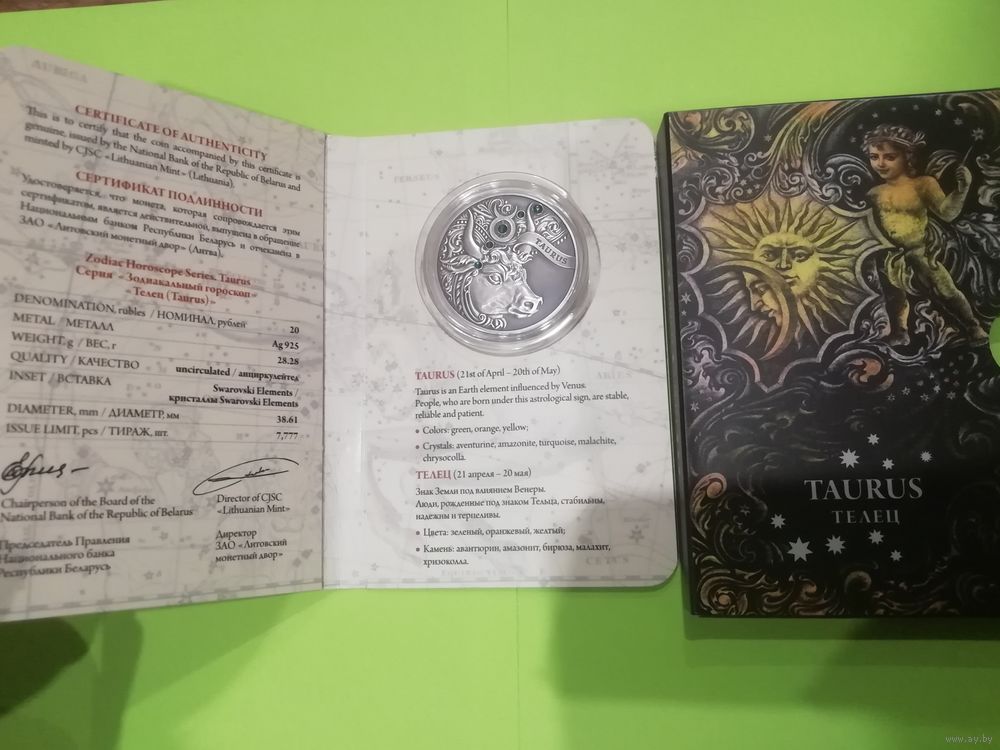 AURIGA
CERTIFICATE OF AUTHENTICITY
This is to certify that the coin accompanied by this certificate is
genuine, issued by the National Bank of the Republic of Belarus and
minted by CJSC «Lithuanian Mint» (Lithuania).
СЕРТИФИКАТ ПОДЛИННОСТИ
Удостоверяется, что монета, которая сопровождается этим
сертификатом, является действительной, выпущена в обращение
Национальным банком Республики Беларусь и отчеканена в
ЗАО «Литовский монетный двор» (Литва).
Zodiac Horoscope Series. Taurus
Серия «Зодиакальный гороскоп»
«Телец (Taurus)»
DENOMINATION, rubles / НОМИНАЛ, рублей 20
METAL / МЕТАЛЛ Ag 925
WEIGHT, g / ВЕС, г 28.28
QUALITY / КАЧЕСТВО uncirculated / анциркулейтед
INSET / ВСТАВКА Swarovski Elements /
кристаллы Swarovski Elements
DIAMETER, mm / ДИАМЕТР, мм 38.61
ISSUE LIMIT, pcs / ТИРАЖ, шт. 7,777
Chairperson of the Board of the
National Bank of the Republic of Belarus
Председатель Правления
Национального банка
Республики Беларусь
Director of CJSC
«Lithuanian Mint»
Директор
ЗАО «Литовский
монетный двор»
PERSEUS
TAURUS
TAURUS (21st of April – 20th of May)
Taurus is an Earth element influenced by Venus.
People, who are born under this astrological sign, are stable,
reliable and patient.
• Colors: green, orange, yellow;
• Crystals: aventurine, amazonite, turquoise, malachite,
chrysocolla.
ТЕЛЕЦ (21 апреля – 20 мая)
Знак Земли под влиянием Венеры.
Люди, рожденные под знаком Тельца, стабильны,
надежны и терпеливы.
• Цвета: зеленый, оранжевый, желтый;
• Камни: авантюрин, амазонит, бирюза, малахит,
хризоколла.
CETUS
TAURUS
ТЕЛЕЦ
www.ay.by